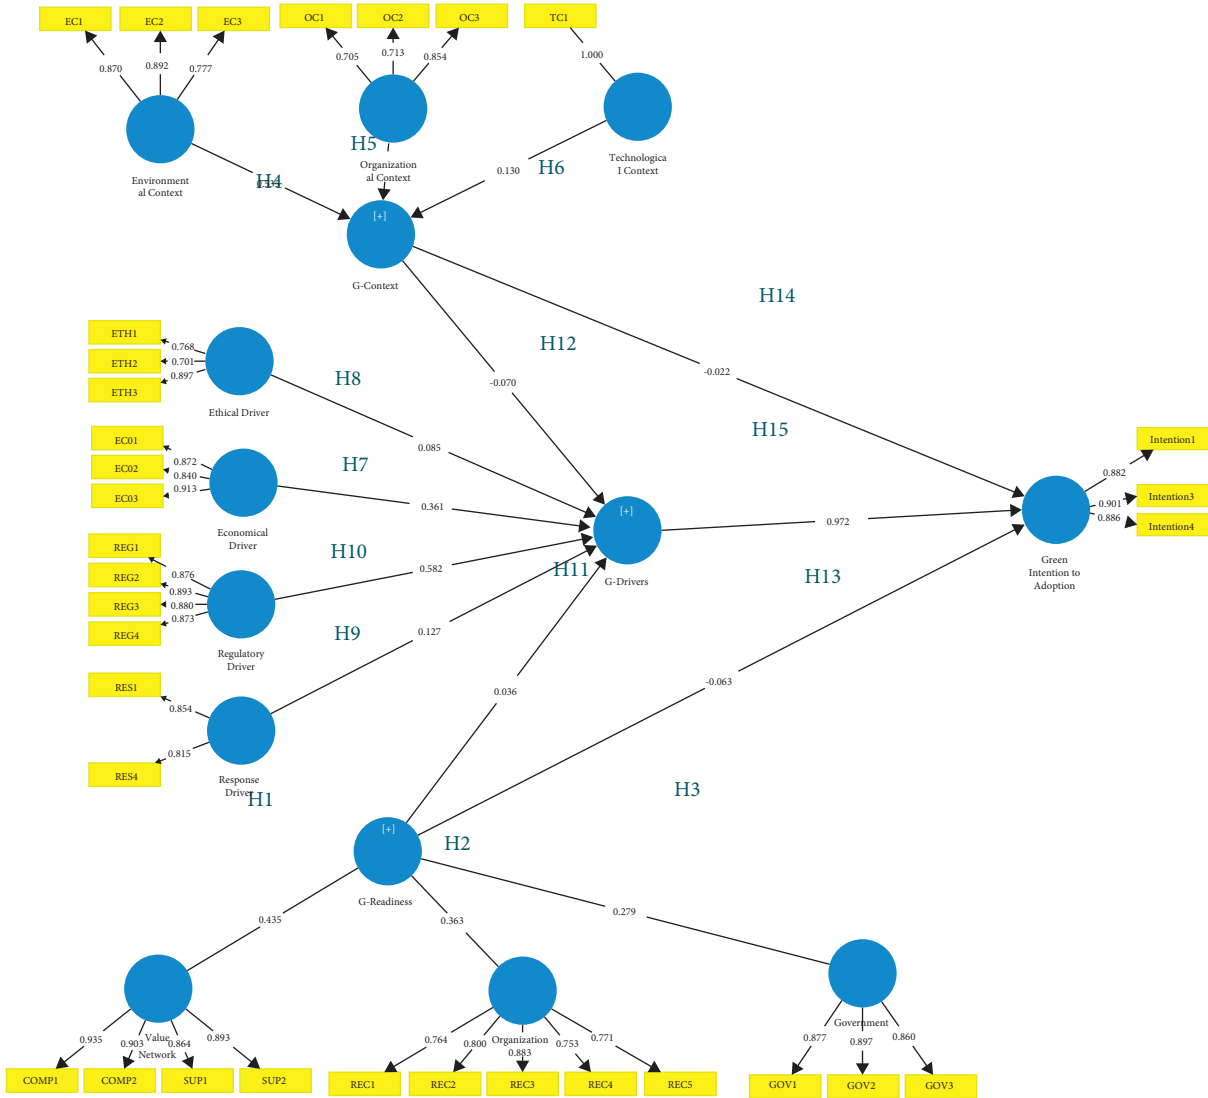 EC1
EC2
EC3
OC1
OC2
OC3
TC1
0.870
0.892
0.777
0.705
0.713
0.854
1.000
Environment
al Context
H5
Organization
al Context
Technologica
l Context
H4
0.130
H6
[+]
G-Context
H14
H12
-0.070
-0.022
ETH1
ETH2
ETH3
0.768
0.701
0.897
Ethical Driver
H8
0.085
H15
EC01
EC02
EC03
0.872
0.840
0.913
Economical
Driver
H7
0.361
[+]
G-Drivers
0.972
Intention1
Intention3
Intention4
0.882
0.901
0.886
Green
Intention to
Adoption
REG1
REG2
REG3
REG4
0.876
0.893
0.880
0.873
Regulatory
Driver
H10
0.582
H11
H13
H9
0.127
RES1
RES4
0.854
0.815
Response
Driver
H1
0.036
-0.063
H3
[+]
G-Readiness
H2
0.435
0.363
0.279
Value
Network
0.935
0.903
0.864
0.893
COMP1
COMP2
SUP1
SUP2
Organization
0.764
0.800
0.883
0.753
0.771
REC1
REC2
REC3
REC4
REC5
Government
0.877
0.897
0.860
GOV1
GOV2
GOV3